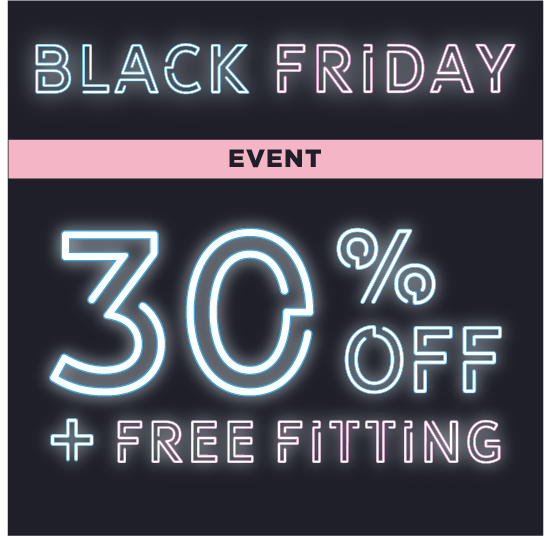 BLACK FRiDAY
EVENT
30%
OFF
+ FREE FiTTiNG